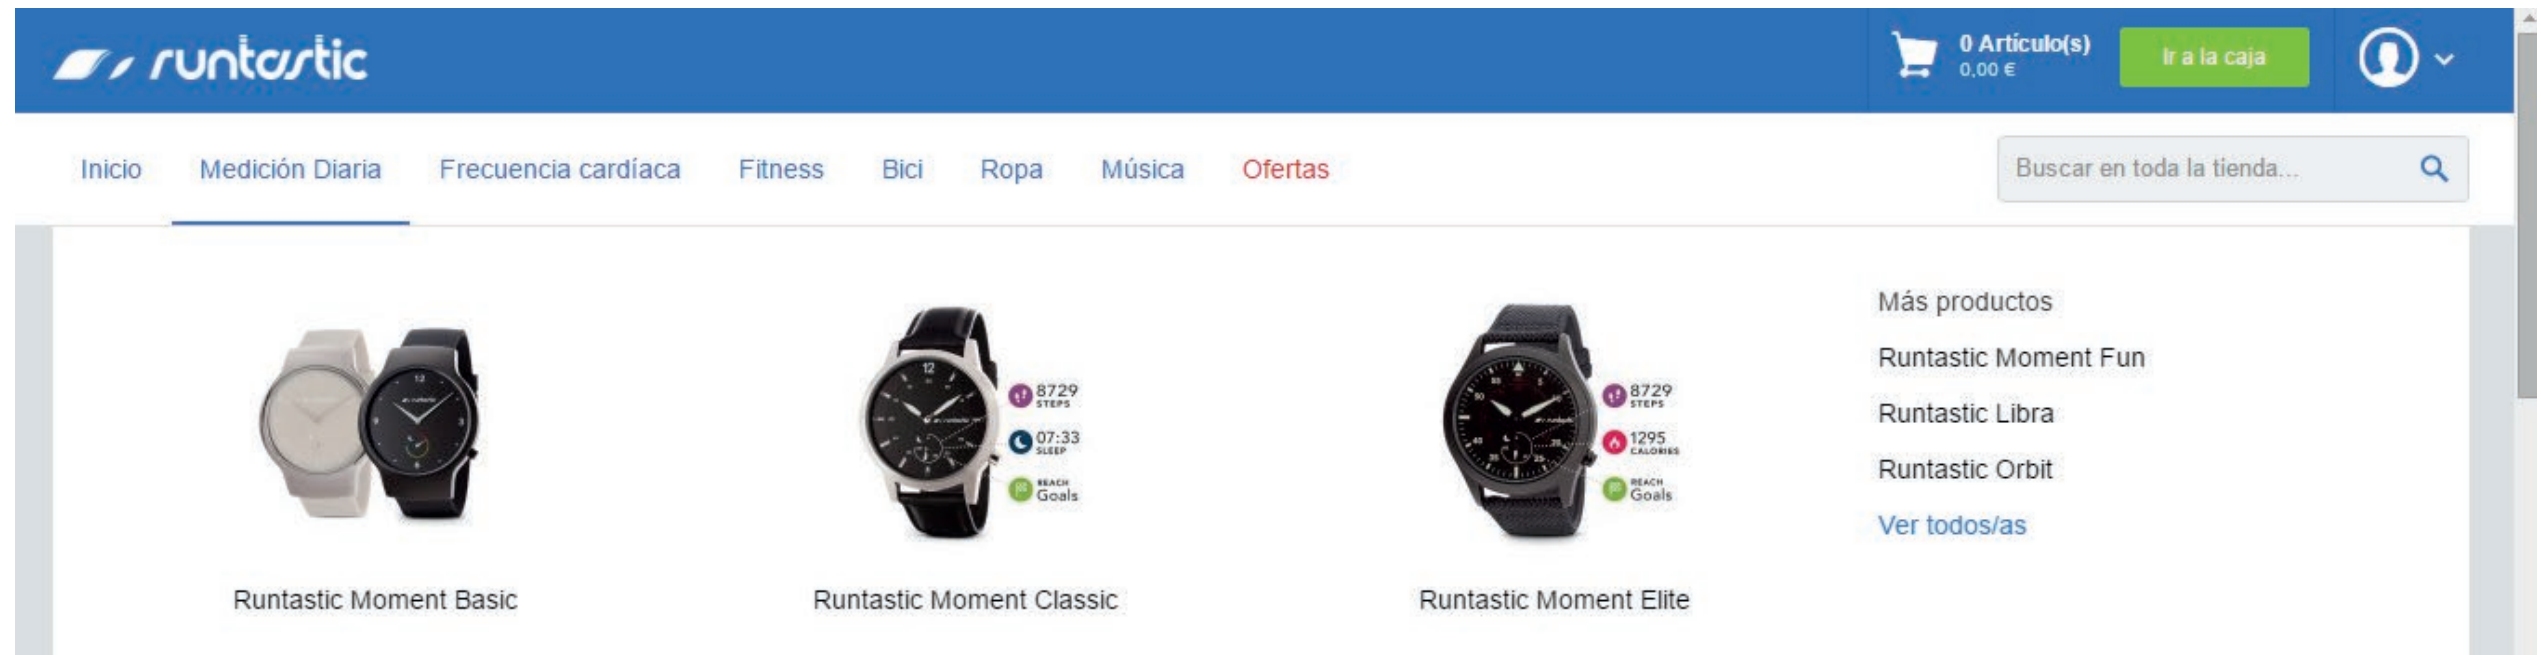 runtastic
0 Artículo(s)
0,00 €
Ir a la caja
Inicio Medición Diaria Frecuencia cardíaca Fitness Bici Ropa Música Ofertas
Buscar en toda la tienda...
8729
STEPS
07:33
SLEEP
REACH
Goals
8729
STEPS
1295
CALORIES
REACH
Goals
Más productos
Runtastic Moment Fun
Runtastic Libra
Runtastic Orbit
Ver todos/as
Runtastic Moment Basic
Runtastic Moment Classic
Runtastic Moment Elite